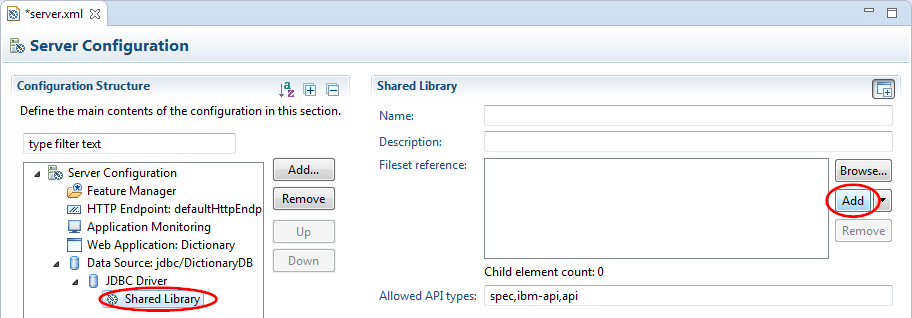 *server.xml
Server Configuration
Configuration Structure
Define the main contents of the configuration in this section.
type filter text
Server Configuration
Feature Manager
HTTP Endpoint: defaultHttpEndp
Application Monitoring
Web Application: Dictionary
Data Source: jdbc/DictionaryDB
JDBC Driver
Shared Library
Add...
Remove
Up
Down
Shared Library
Name:
Description:
Fileset reference:
Browse...
Add
Remove
Child element count: 0
Allowed API types: spec,ibm-api,api